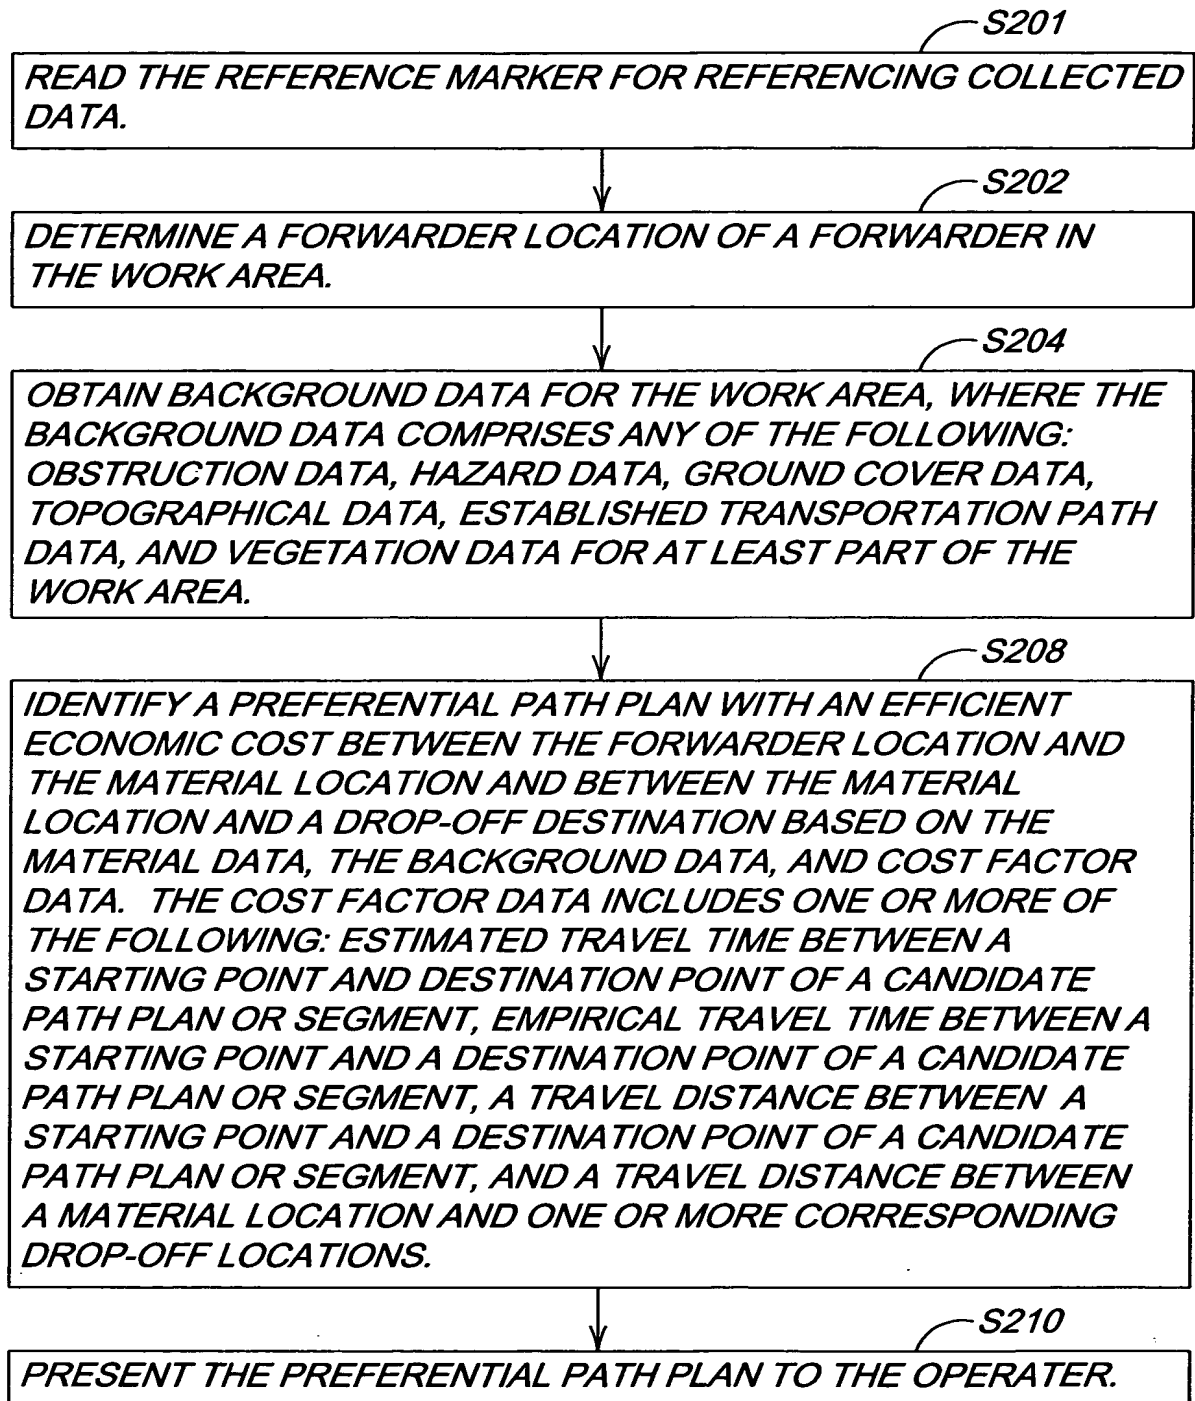 S201
READ THE REFERENCE MARKER FOR REFERENCING COLLECTED
DATA.
S202
DETERMINE A FORWARDER LOCATION OF A FORWARDER IN
THE WORK AREA.
S204
OBTAIN BACKGROUND DATA FOR THE WORK AREA, WHERE THE
BACKGROUND DATA COMPRISES ANY OF THE FOLLOWING:
OBSTRUCTION DATA, HAZARD DATA, GROUND COVER DATA,
TOPOGRAPHICAL DATA, ESTABLISHED TRANSPORTATION PATH
DATA, AND VEGETATION DATA FOR AT LEAST PART OF THE
WORK AREA.
S208
IDENTIFY A PREFERENTIAL PATH PLAN WITH AN EFFICIENT
ECONOMIC COST BETWEEN THE FORWARDER LOCATION AND
THE MATERIAL LOCATION AND BETWEEN THE MATERIAL
LOCATION AND A DROP-OFF DESTINATION BASED ON THE
MATERIAL DATA, THE BACKGROUND DATA, AND COST FACTOR
DATA. THE COST FACTOR DATA INCLUDES ONE OR MORE OF
THE FOLLOWING: ESTIMATED TRAVEL TIME BETWEEN A
STARTING POINT AND DESTINATION POINT OF A CANDIDATE
PATH PLAN OR SEGMENT, EMPIRICAL TRAVEL TIME BETWEEN A
STARTING POINT AND A DESTINATION POINT OF A CANDIDATE
PATH PLAN OR SEGMENT, A TRAVEL DISTANCE BETWEEN A
STARTING POINT AND A DESTINATION POINT OF A CANDIDATE
PATH PLAN OR SEGMENT, AND A TRAVEL DISTANCE BETWEEN
A MATERIAL LOCATION AND ONE OR MORE CORRESPONDING
DROP-OFF LOCATIONS.
S210
PRESENT THE PREFERENTIAL PATH PLAN TO THE OPERATER.